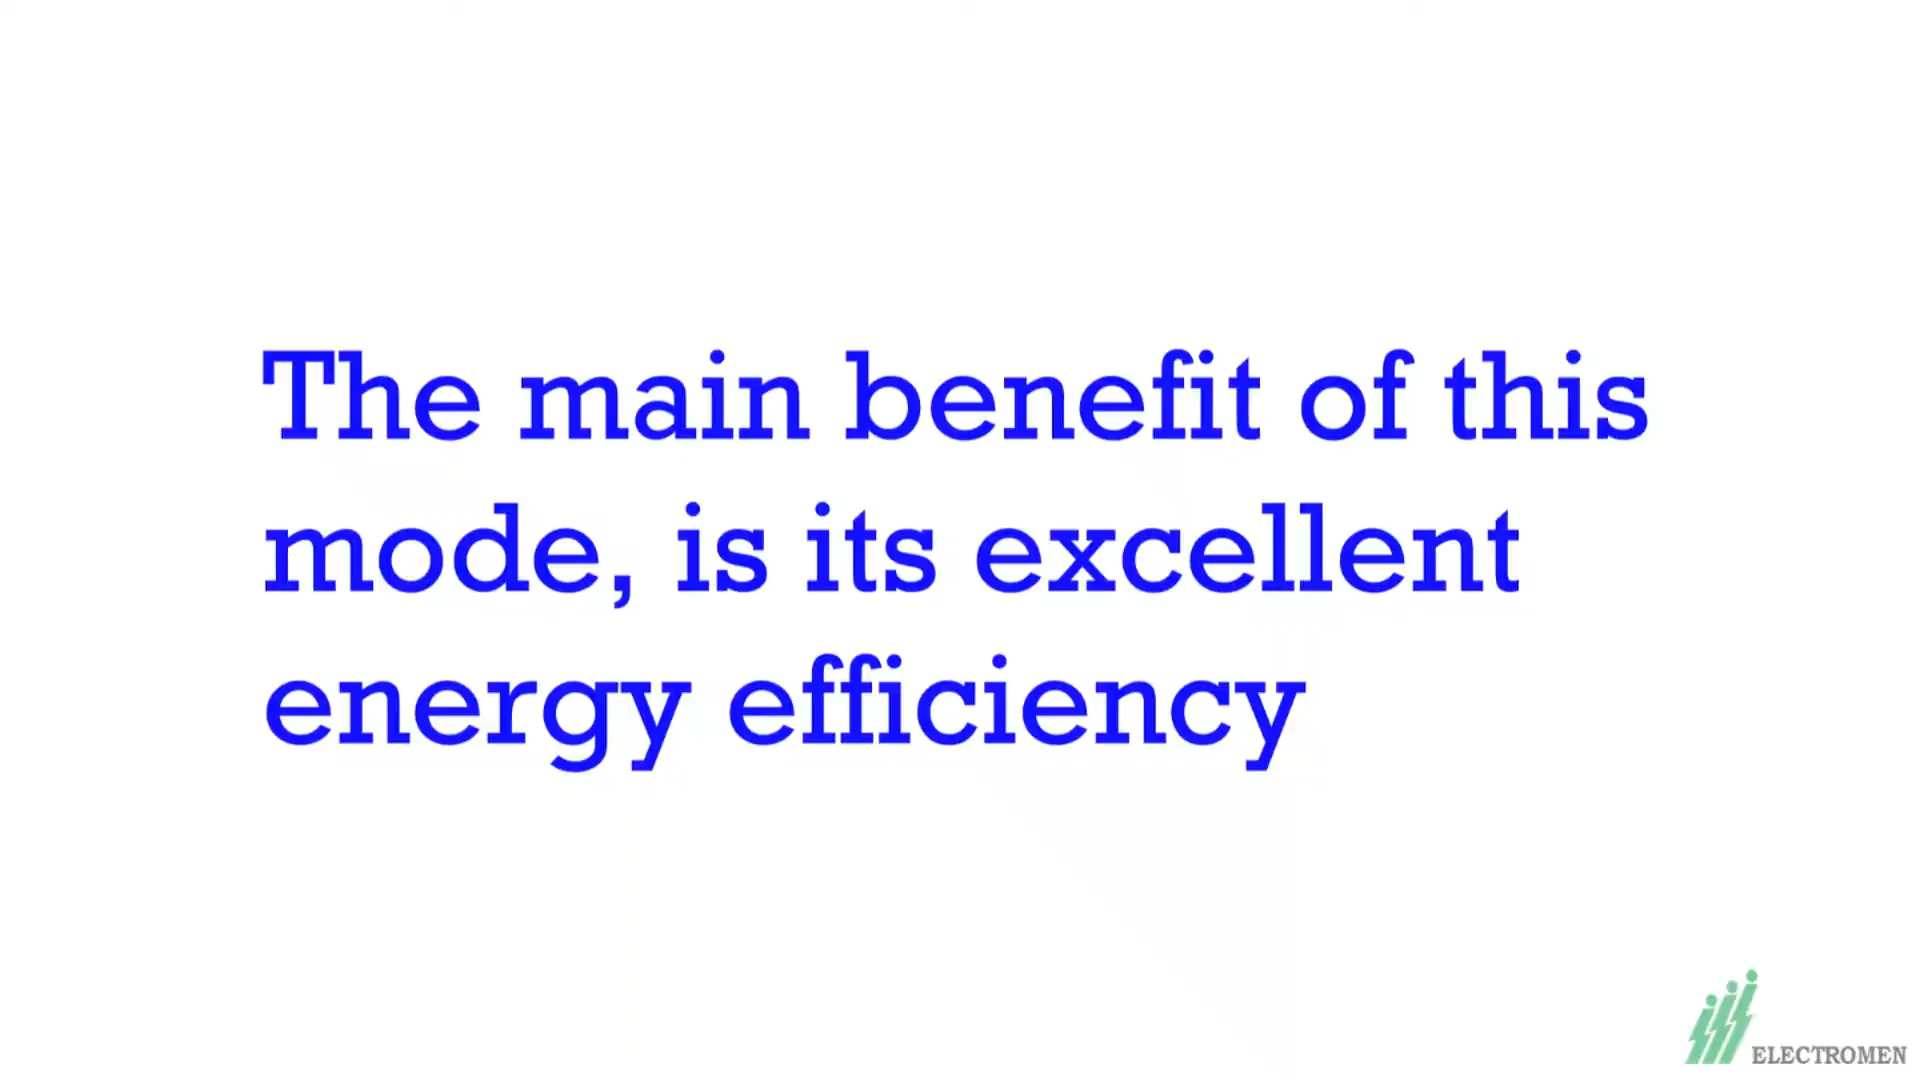 The main benefit of this
mode, is its excellent
energy efficiency
ELECTROMEN